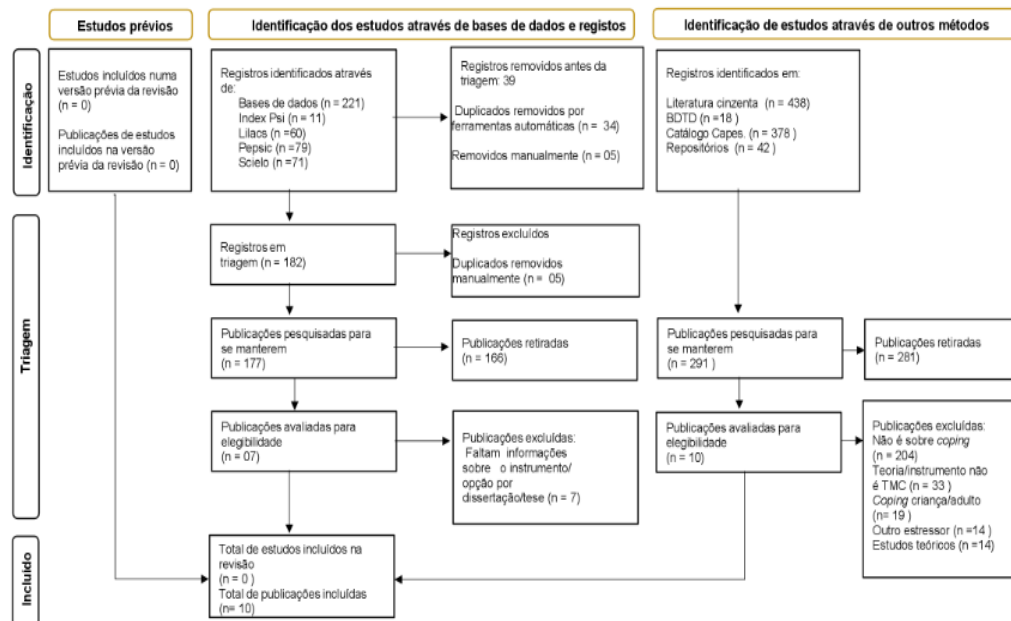 Estudos prévios
Identificação dos estudos através de bases de dados e registos
Identificação de estudos através de outros métodos
Identificação
Estudos incluídos numa
versão prévia da revisão
(n = 0)
Publicações de estudos
incluídos na versão
prévia da revisão (n = 0)
Registros identificados através
de:
Bases de dados (n = 221)
Index Psi (n = 11)
Lilacs (n =60)
Pepsic (n =79)
Scielo (n =71)
Registros removidos antes da
triagem: 39
Duplicados removidos por
ferramentas automáticas (n = 34)
Removidos manualmente (n = 05)
Registros identificados em:
Literatura cinzenta (n = 438)
BDTD (n =18 )
Catálogo Capes. (n = 378 )
Repositórios (n = 42 )
Triagem
Registros em
triagem (n = 182)
Registros excluídos
Duplicados removidos
manualmente (n = 05)
Publicações pesquisadas para
se manterem
(n = 177)
Publicações retiradas
(n = 166)
Publicações pesquisadas para
se manterem
(n = 291 )
Publicações retiradas
(n = 281)
Publicações avaliadas para
elegibilidade
(n = 07)
Publicações excluídas:
Faltam informações
sobre o instrumento/
opção por
dissertação/tese (n = 7)
Publicações avaliadas para
elegibilidade
(n = 10)
Publicações excluídas:
Não é sobre coping
(n = 204)
Teoria/instrumento não
é TMC (n = 33 )
Coping criança/adulto
(n= 19 )
Outro estressor (n =14 )
Estudos teóricos (n =14)
Incluído
Total de estudos incluídos na
revisão
(n = 0 )
Total de publicações incluídas
(n= 10)